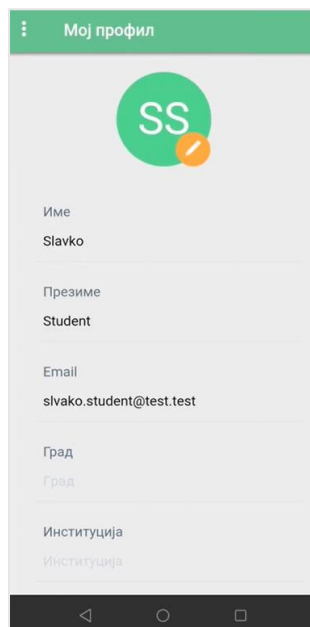 Мој профил
SS
Име
Slavko
Презиме
Student
Email
slvako.student@test.test
Град
Град
Институција
Институција